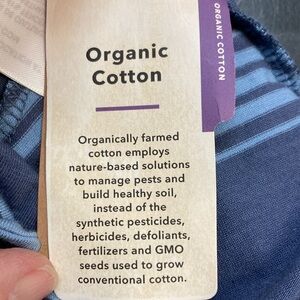 Organic
Cotton
Organically farmed
cotton employs
nature-based solutions
to manage pests and
build healthy soil,
instead of the
synthetic pesticides,
herbicides, defoliants,
fertilizers and GMO
seeds used to grow
conventional cotton.
ORGANIC COTTON